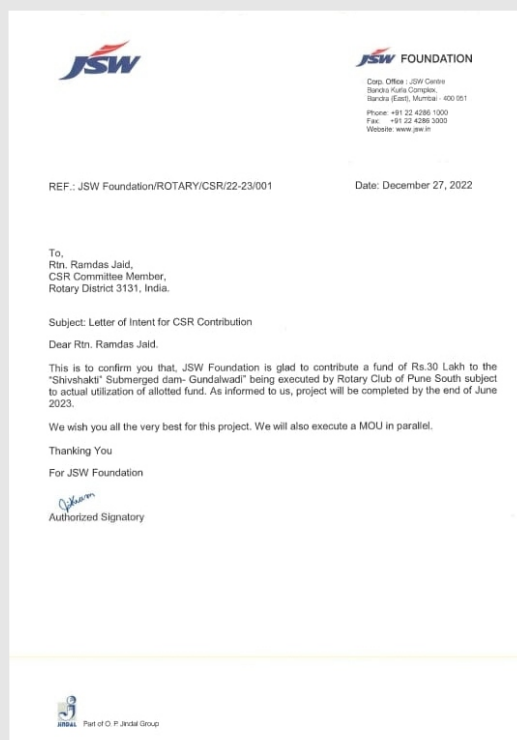 JSW
JSW FOUNDATION
Corp. Office : JSW Centre
Bandra Kurla Complex,
Bandra (East), Mumbai - 400 051
Phone: +91 22 4286 1000
Fax: +91 22 4286 3000
Website: www.jsw.in
REF.: JSW Foundation/ROTARY/CSR/22-23/001
Date: December 27, 2022
To,
Rtn. Ramdas Jaid,
CSR Committee Member,
Rotary District 3131, India.
Subject: Letter of Intent for CSR Contribution
Dear Rtn. Ramdas Jaid.
This is to confirm you that, JSW Foundation is glad to contribute a fund of Rs.30 Lakh to the
"Shivshakti" Submerged dam- Gundalwadi" being executed by Rotary Club of Pune South subject
to actual utilization of allotted fund. As informed to us, project will be completed by the end of June
2023.
We wish you all the very best for this project. We will also execute a MOU in parallel.
Thanking You
For JSW Foundation
Authorized Signatory
JINDAL
Part of O. P. Jindal Group